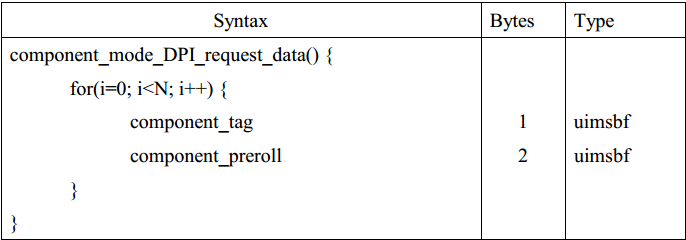 Syntax Bytes Type
component_mode_DPI_request_data() {
for(i=0; i<N; i++) {
component_tag 1 uimsbf
component_preroll 2 uimsbf
}
}